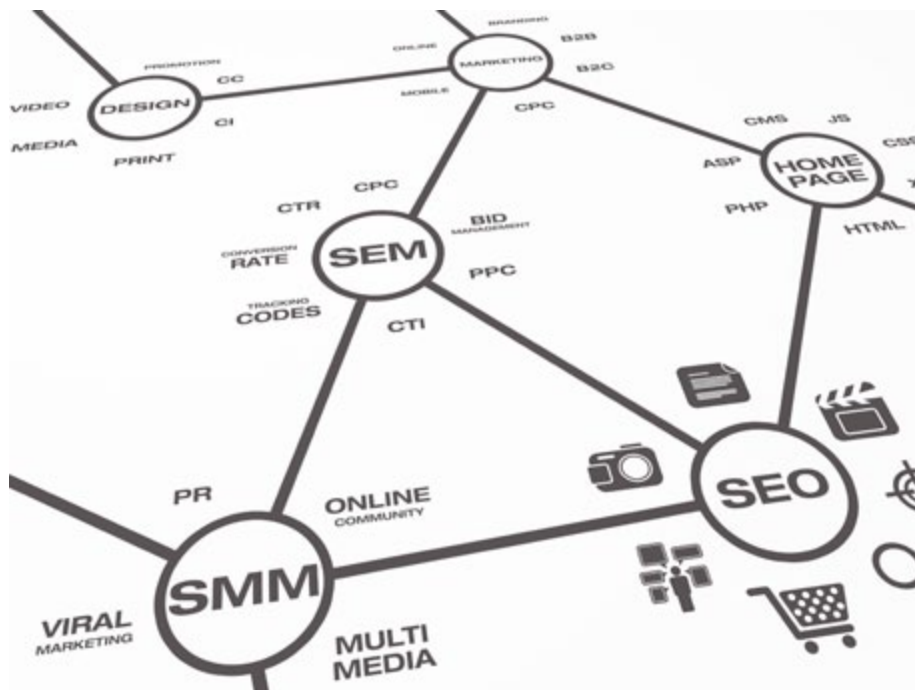 BRANDING
ONLINE
B2B
MARKETING
B2C
MOBILE
CPC
PROMOTION
CC
VIDEO
DESIGN
CI
MEDIA
PRINT
CMS
JS
CSS
ASP
HOME
PAGE
PHP
HTML
CPC
CTR
BID
MANAGEMENT
CONVERSION
RATE
SEM
PPC
TRACKING
CODES
CTI
SEO
PR
ONLINE
COMMUNITY
SMM
VIRAL
MARKETING
MULTI
MEDIA